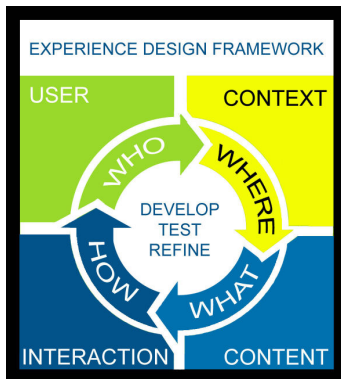 EXPERIENCE DESIGN FRAMEWORK
USER
CONTEXT
WHO
WHERE
DEVELOP
TEST
REFINE
HOW
WHAT
INTERACTION
CONTENT